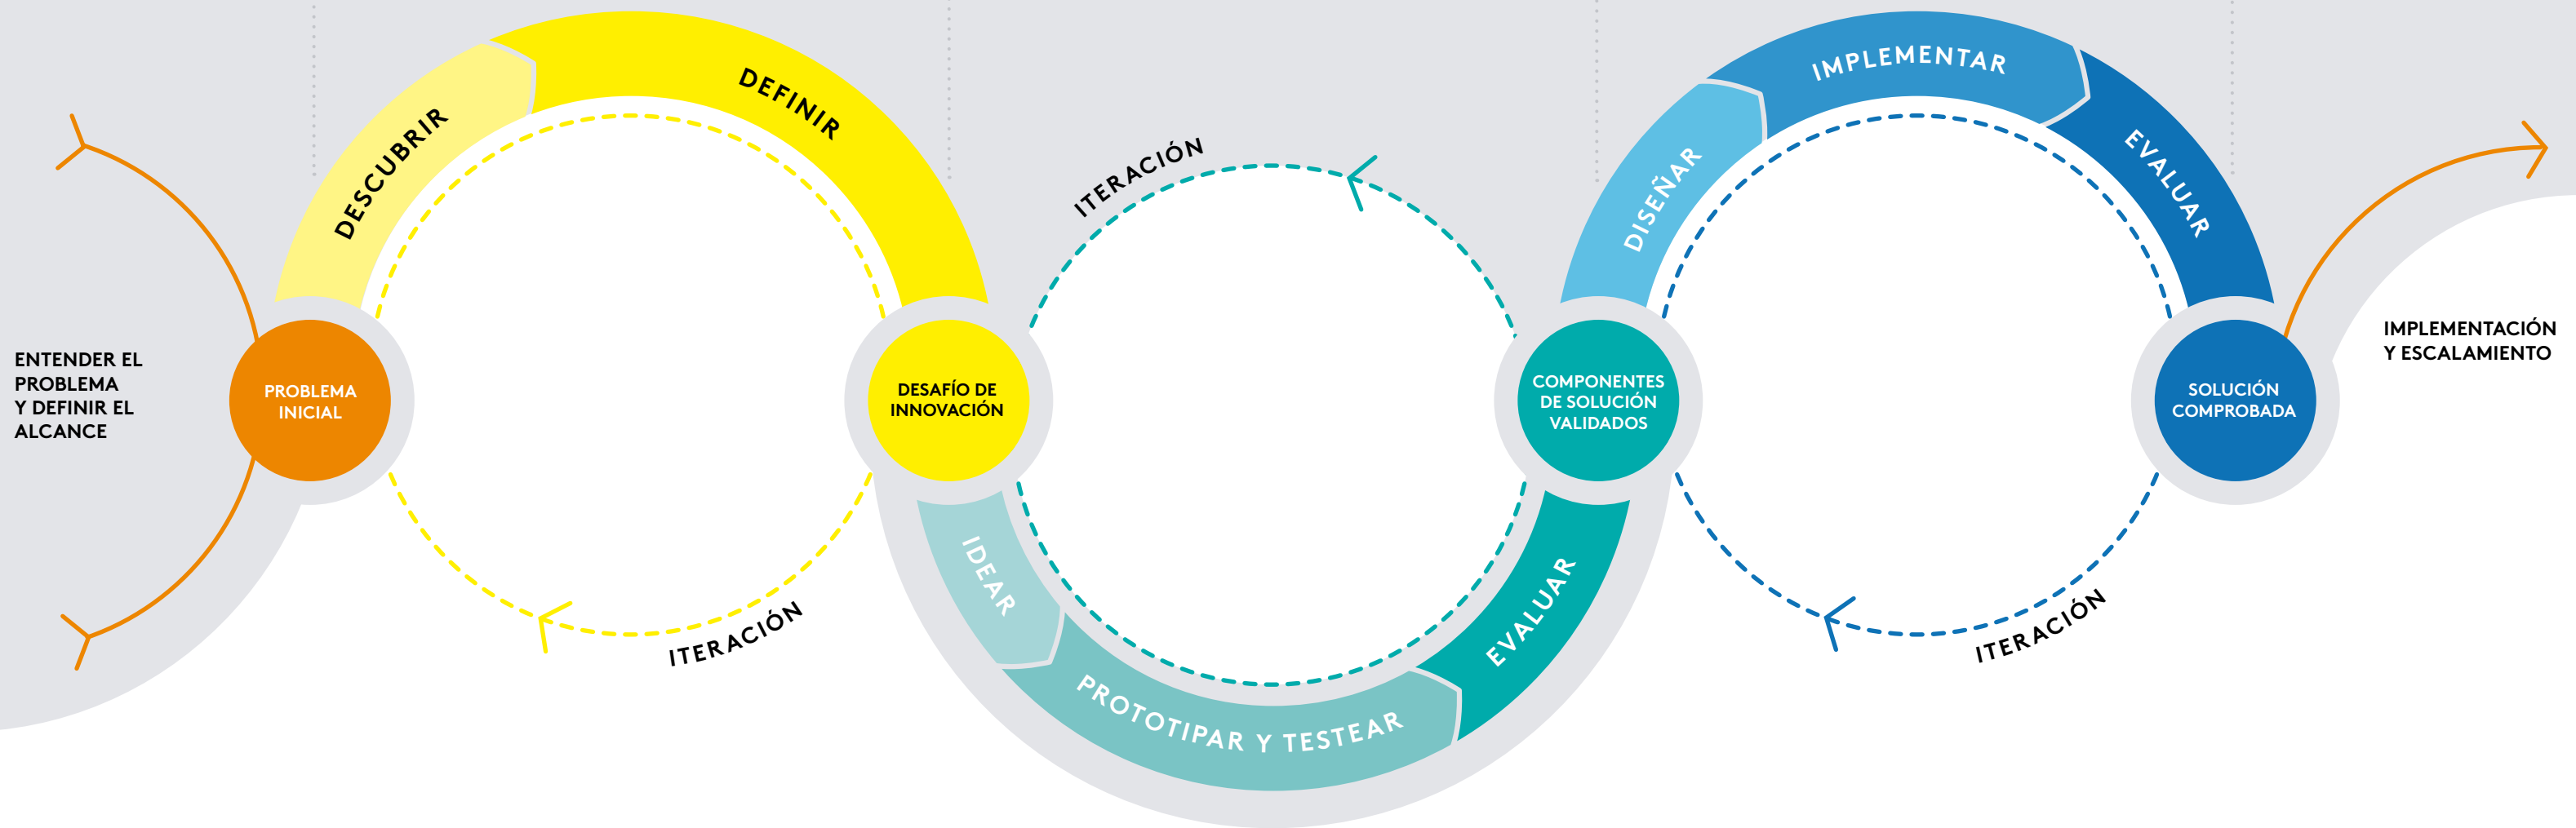 ENTENDER EL
PROBLEMA
Y DEFINIR EL
ALCANCE
PROBLEMA
INICIAL
DESCUBRIR
DEFINIR
ITERACIÓN
DESAFÍO DE
INNOVACIÓN
IDEAR
PROTOTIPAR Y TESTEAR
EVALUAR
ITERACIÓN
COMPONENTES
DE SOLUCIÓN
VALIDADOS
DISEÑAR
IMPLEMENTAR
EVALUAR
ITERACIÓN
SOLUCIÓN
COMPROBADA
IMPLEMENTACIÓN
Y ESCALAMIENTO